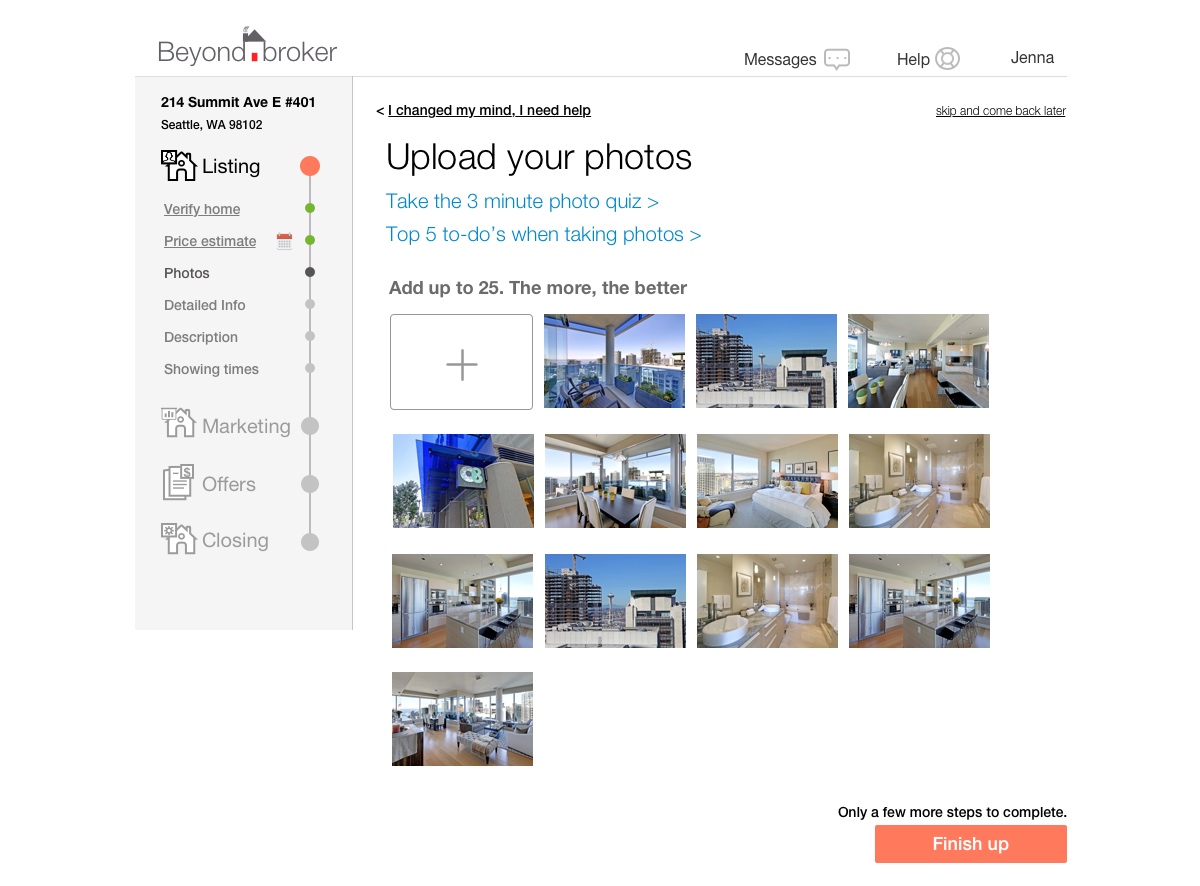 Beyond broker
Messages
Help
Jenna
214 Summit Ave E #401
Seattle, WA 98102
Listing
Verify home
Price estimate
Photos
Detailed Info
Description
Showing times
Marketing
Offers
Closing
< I changed my mind, I need help
skip and come back later
Upload your photos
Take the 3 minute photo quiz >
Top 5 to-do’s when taking photos >
Add up to 25. The more, the better
Only a few more steps to complete.
Finish up